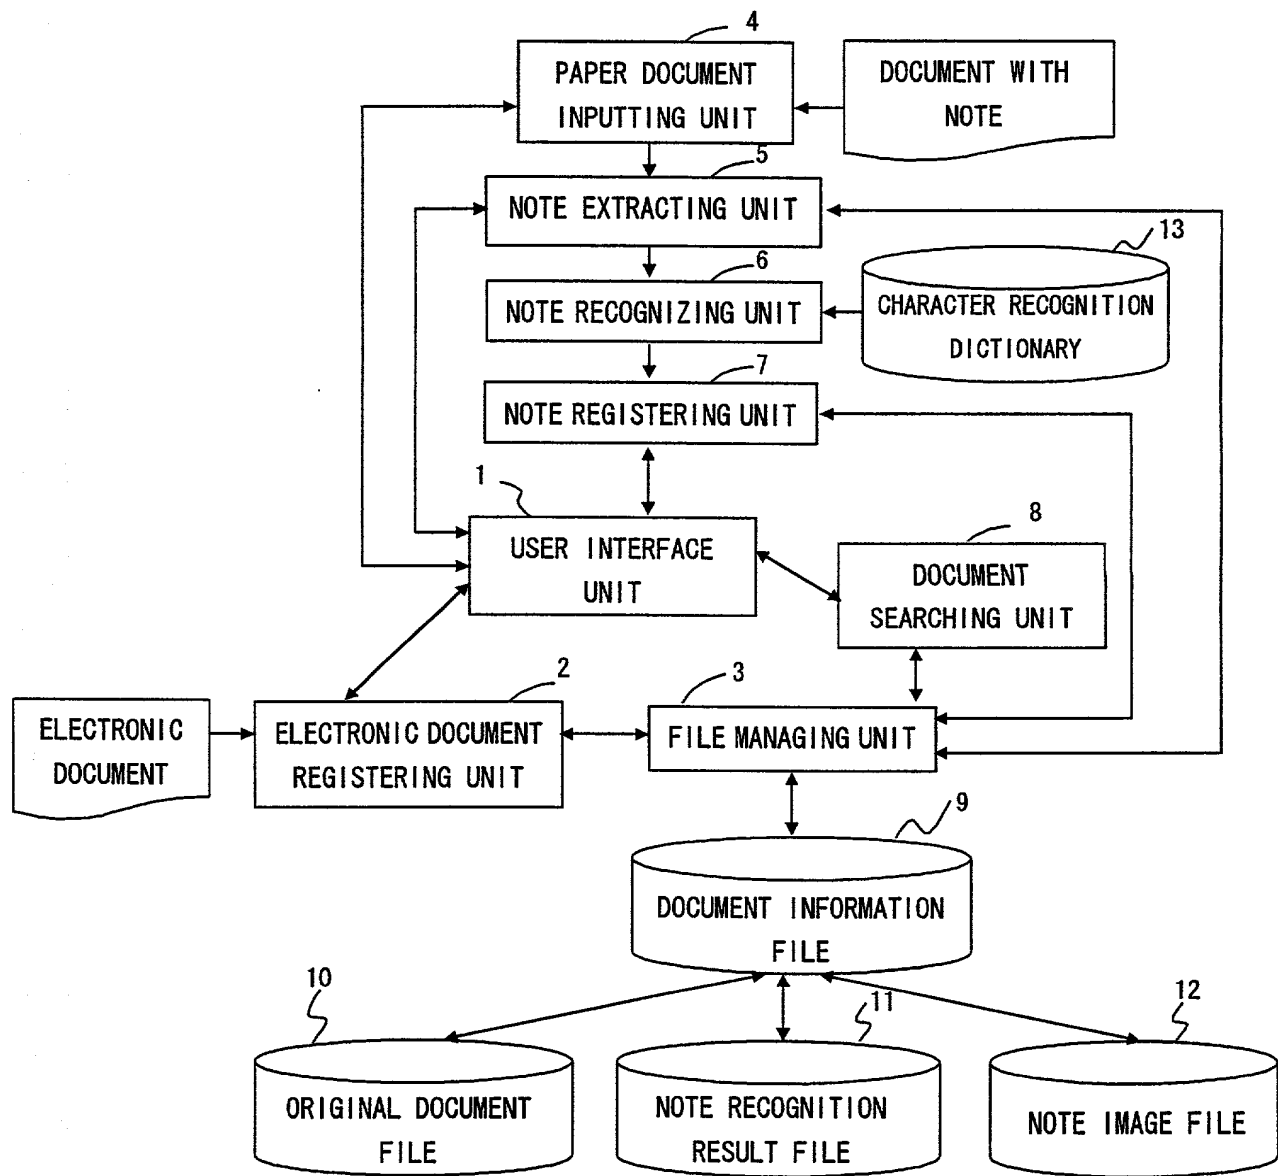 4
PAPER DOCUMENT
INPUTTING UNIT
DOCUMENT WITH
NOTE
5
NOTE EXTRACTING UNIT
13
6
NOTE RECOGNIZING UNIT
CHARACTER RECOGNITION
DICTIONARY
7
NOTE REGISTERING UNIT
1
USER INTERFACE
UNIT
8
DOCUMENT
SEARCHING UNIT
ELECTRONIC
DOCUMENT
2
ELECTRONIC DOCUMENT
REGISTERING UNIT
3
FILE MANAGING UNIT
9
DOCUMENT INFORMATION
FILE
10
ORIGINAL DOCUMENT
FILE
11
NOTE RECOGNITION
RESULT FILE
12
NOTE IMAGE FILE